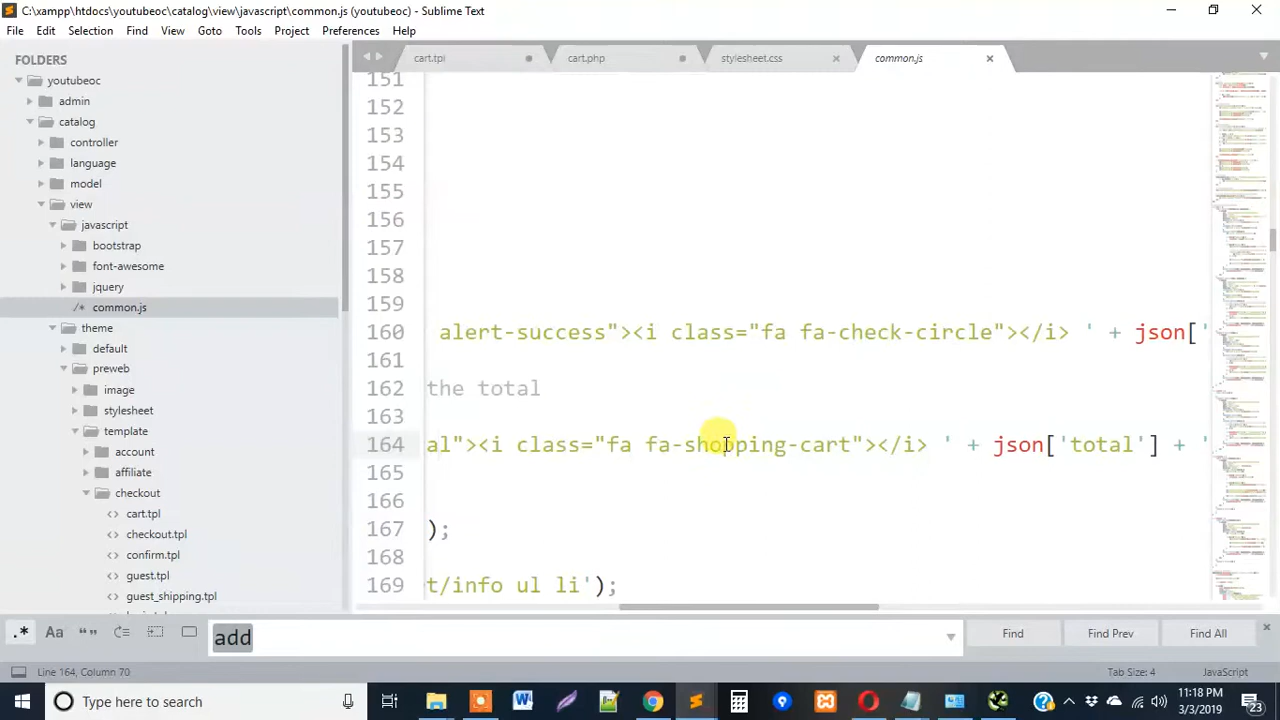 C:\xampp\htdocs\youtubeoc\catalog\view\javascript\common.js (youtubeoc) - Sublime Text
File Edit Selection Find View Goto Tools Project Preferences Help
FOLDERS
youtubeoc
admin
catalog
controller
language
model
view
javascript
bootstrap
font-awesome
jquery
/* common.js
theme
default
template
account
affiliate
checkout
<> cart.tpl
<> checkout.tpl
<> confirm.tpl
<> guest.tpl
<> guest_shipping.tpl
stylesheet
cart.tpl
cart.php
stylesheet.css
common.js
151
152
153
154
155
156
157
158
159
160 alert-success"><i class="fa fa-check-circle"></i> ' + json['
161
162 the total
163
164 al"><i class="fa fa-shopping-cart"></i> ' + json['total'] +
165
166
167 );
168
169 t/info ul li')
.* Aa
add
Find
Find Prev
Find All
Line 164, Column 70
Tab Size: 4
JavaScript
Type here to search
11:18 PM
3/3/2019
23